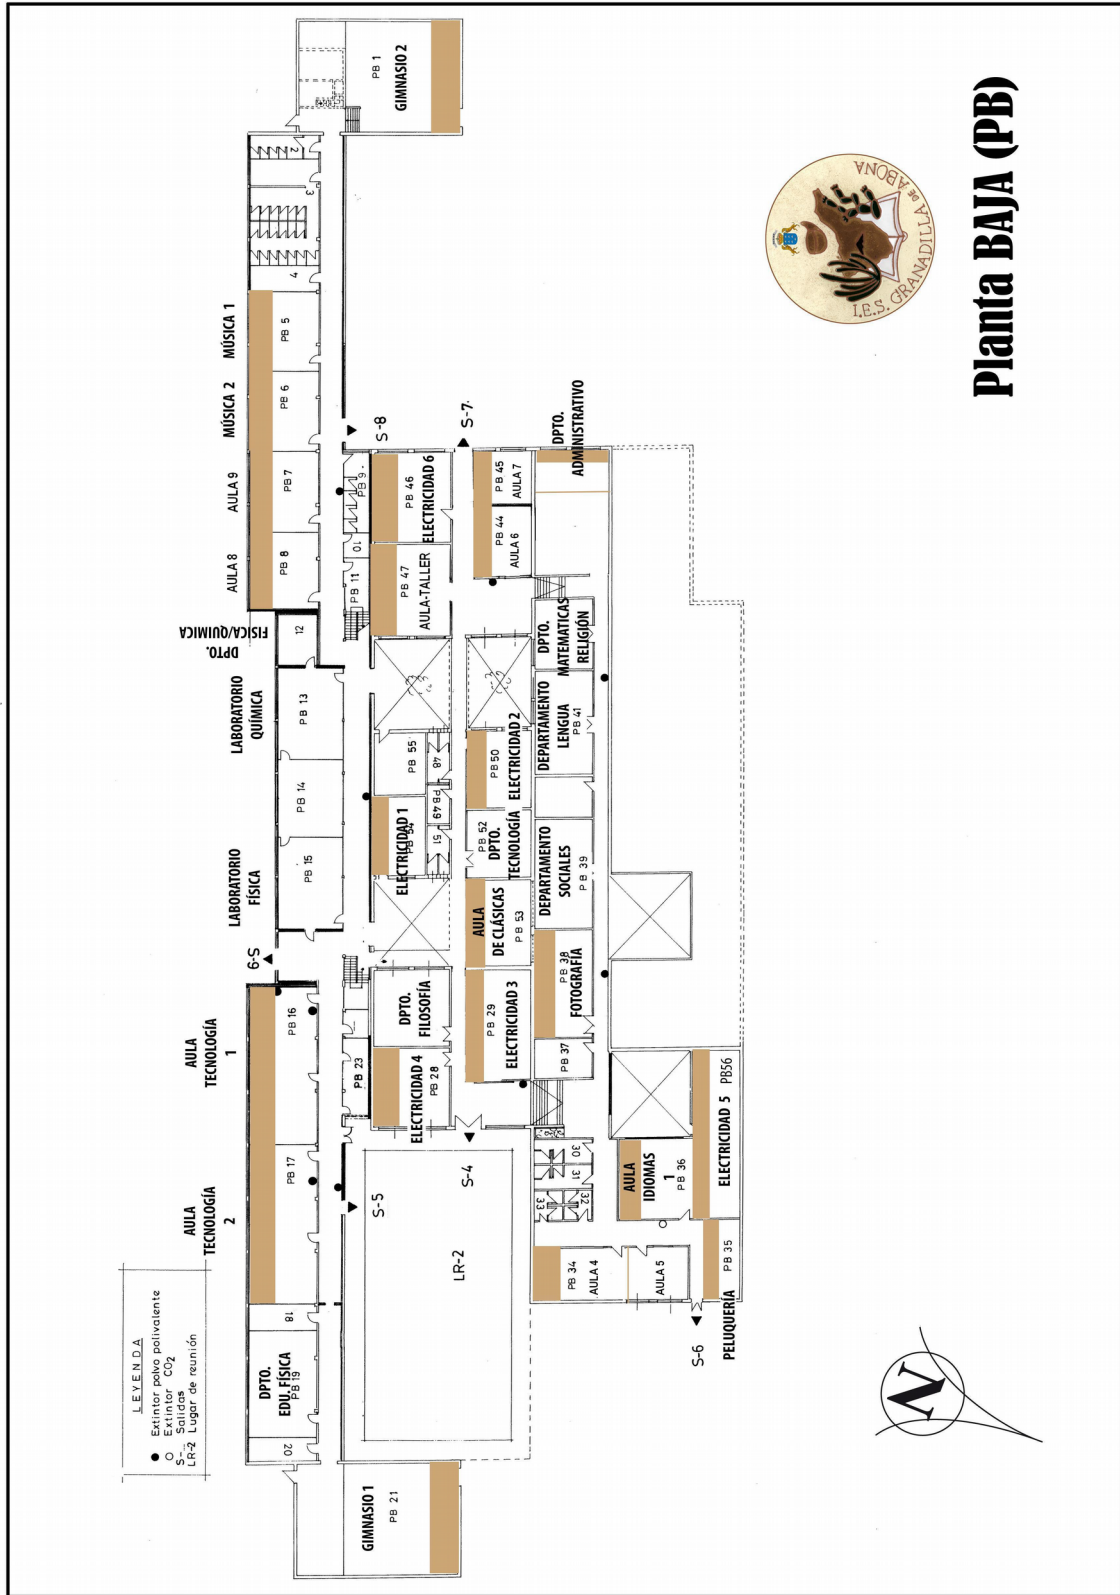 Planta BAJA (PB)
I.E.S. GRANADILLA DE ABONA
LEYENDA
Extintor polvo polivalente
Extintor CO2
S-- Salidas
LR-2 Lugar de reunión
N
GIMNASIO 1
PB 21
20
DPTO.
EDU. FÍSICA
PB 19
18
AULA
TECNOLOGÍA
2
PB 17
AULA
TECNOLOGÍA
1
PB 16
S-9
LABORATORIO
FÍSICA
PB 15
PB 14
LABORATORIO
QUÍMICA
PB 13
DPTO.
FISICA/QUIMICA
12
AULA 8
PB 8
AULA 9
PB 7
MÚSICA 2
PB 6
MÚSICA 1
PB 5
4
3
2
PB 1
GIMNASIO 2
S-5
PB 23
PB 11
10
PB 9
S-8
LR-2
S-4
ELECTRICIDAD 4
PB 28
DPTO.
FILOSOFÍA
ELECTRICIDAD 1
PB 54
PB 55
51
PB 49
48
PB 47
AULA-TALLER
PB 46
ELECTRICIDAD 6
S-7
PB 29
ELECTRICIDAD 3
AULA
DE CLÁSICAS
PB 53
PB 52
DPTO.
TECNOLOGÍA
PB 50
ELECTRICIDAD 2
PB 44
AULA 6
PB 45
AULA 7
PB 37
PB 38
FOTOGRAFÍA
DEPARTAMENTO
SOCIALES
PB 39
DEPARTAMENTO
LENGUA
PB 41
DPTO.
MATEMATICAS
RELIGIÓN
DPTO.
ADMINISTRATIVO
33
32
31
30
PB 34
AULA 4
AULA 5
AULA
IDIOMAS
1
PB 36
ELECTRICIDAD 5
PB56
PB 35
PELUQUERÍA
S-6